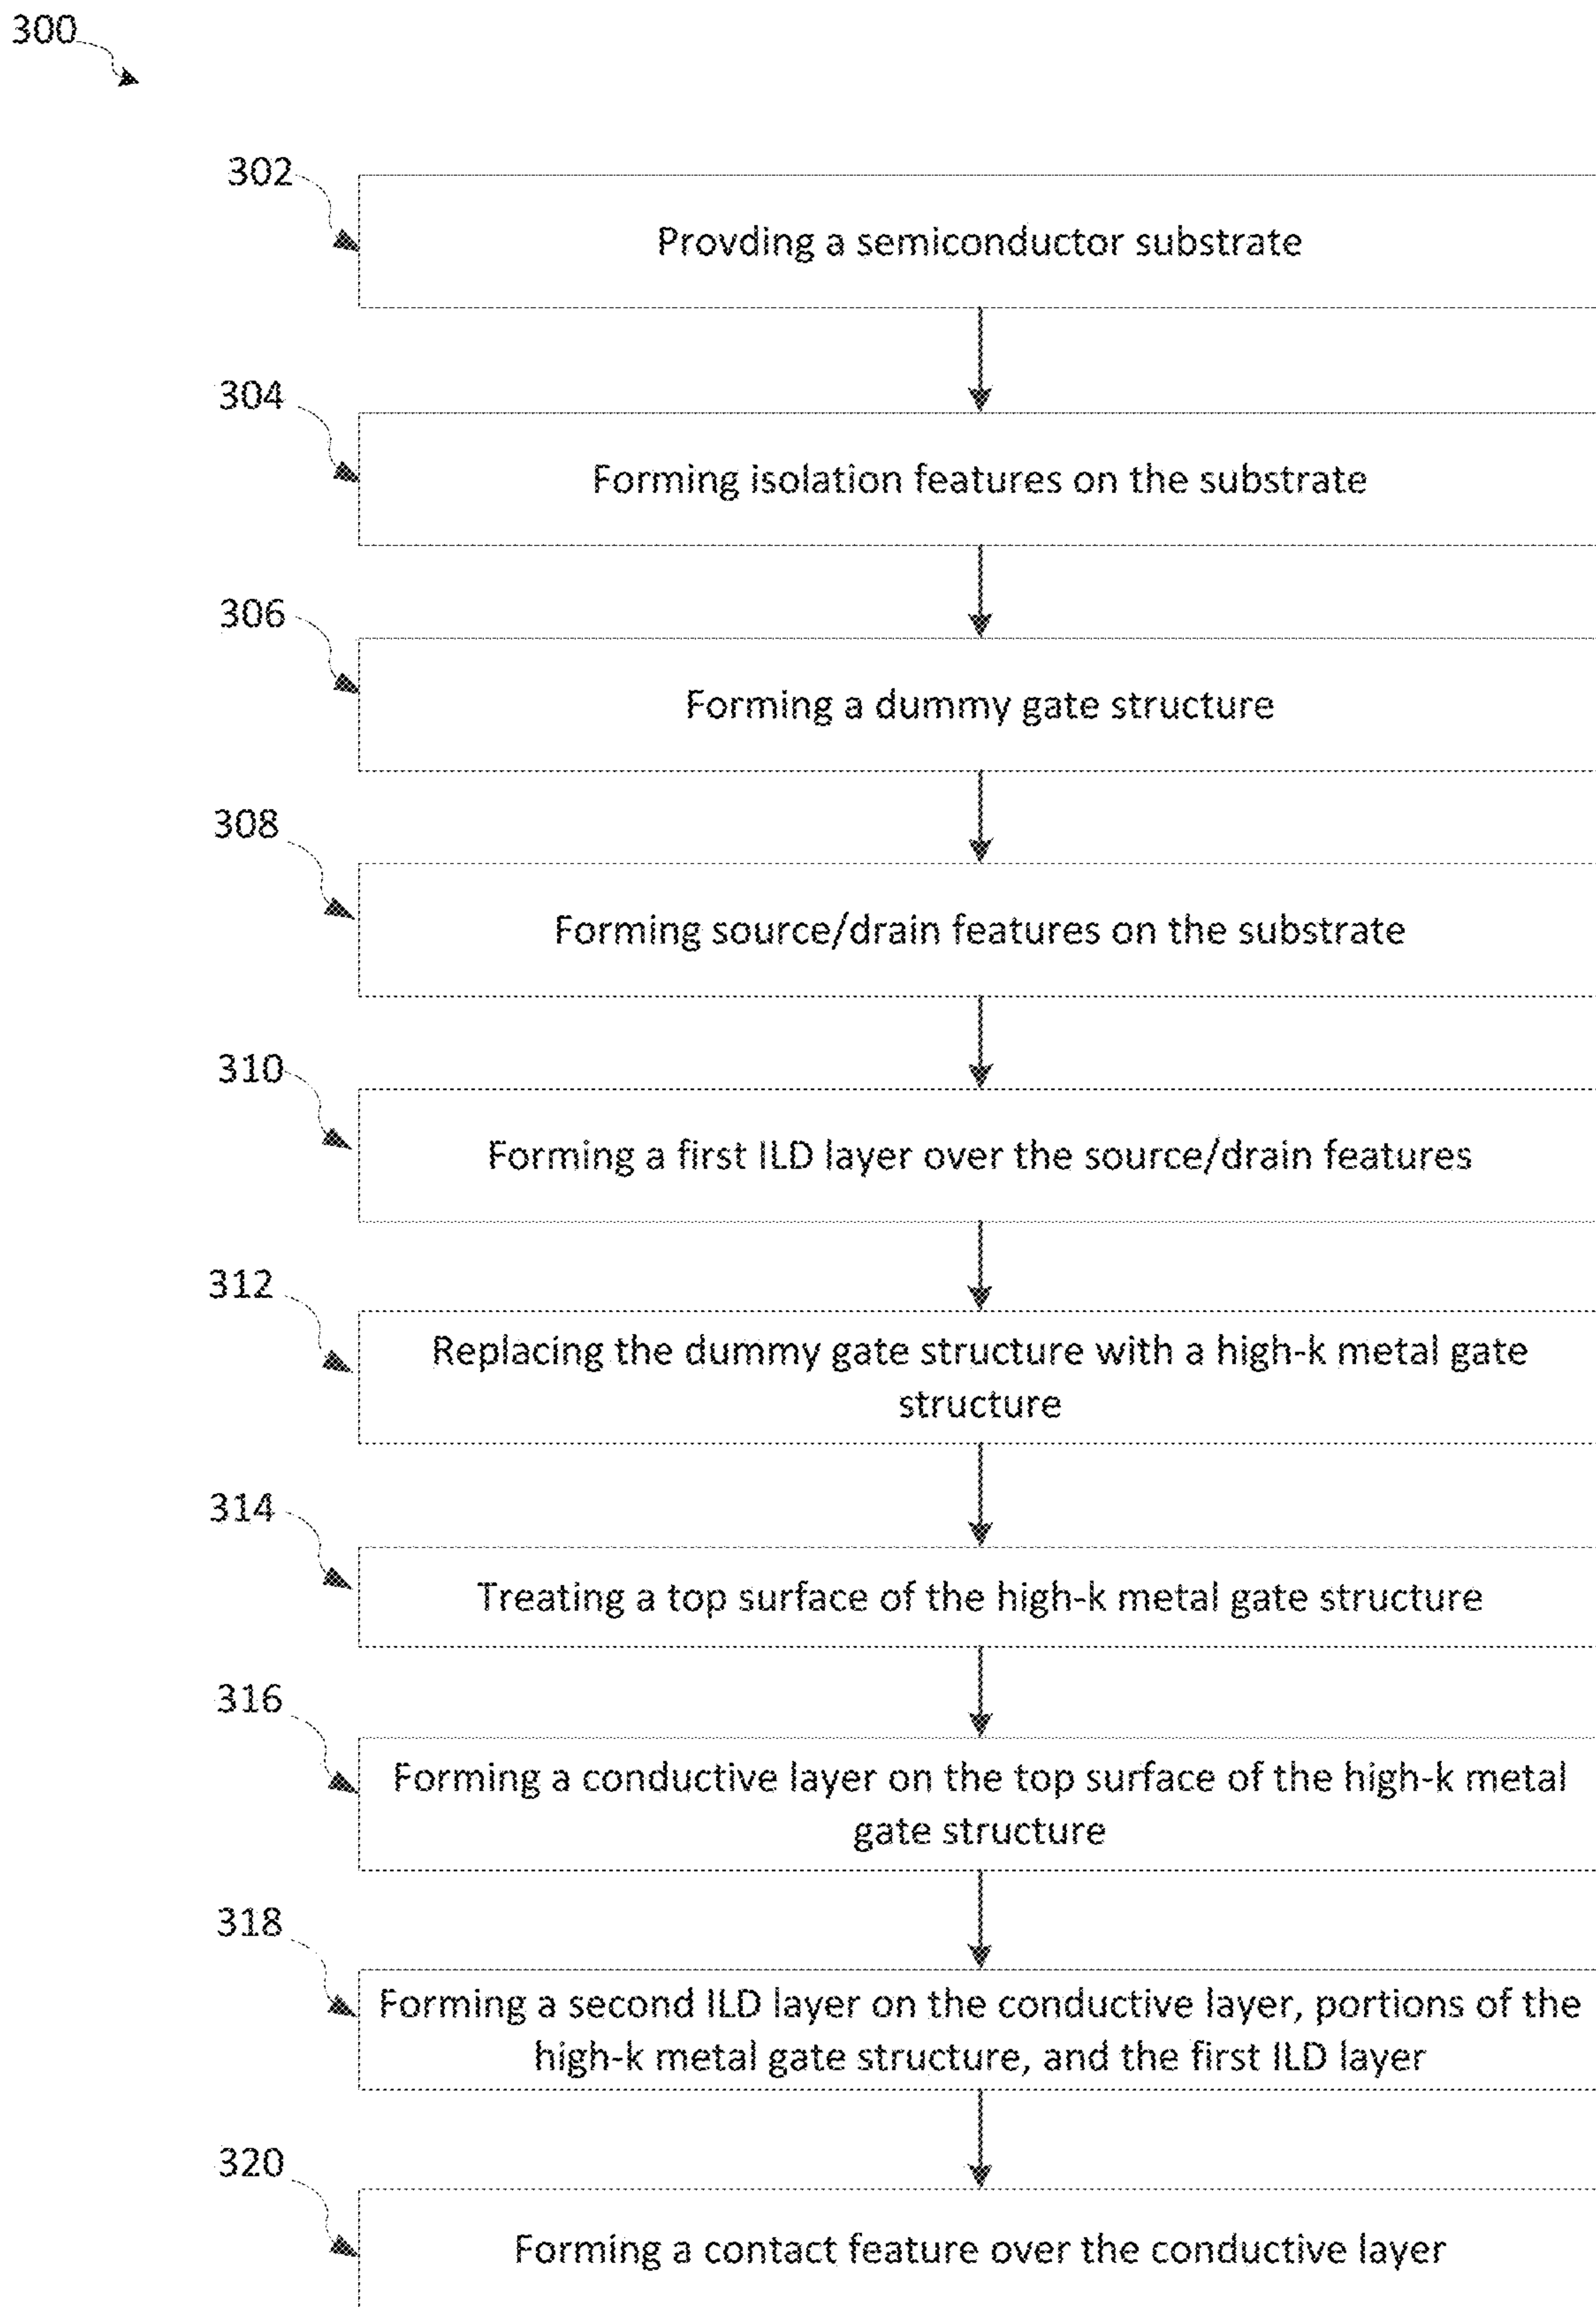 300
302
Provding a semiconductor substrate
304
Forming isolation features on the substrate
306
Forming a dummy gate structure
308
Forming source/drain features on the substrate
310
Forming a first ILD layer over the source/drain features
312
Replacing the dummy gate structure with a high-k metal gate
structure
314
Treating a top surface of the high-k metal gate structure
316
Forming a conductive layer on the top surface of the high-k metal
gate structure
318
Forming a second ILD layer on the conductive layer, portions of the
high-k metal gate structure, and the first ILD layer
320
Forming a contact feature over the conductive layer